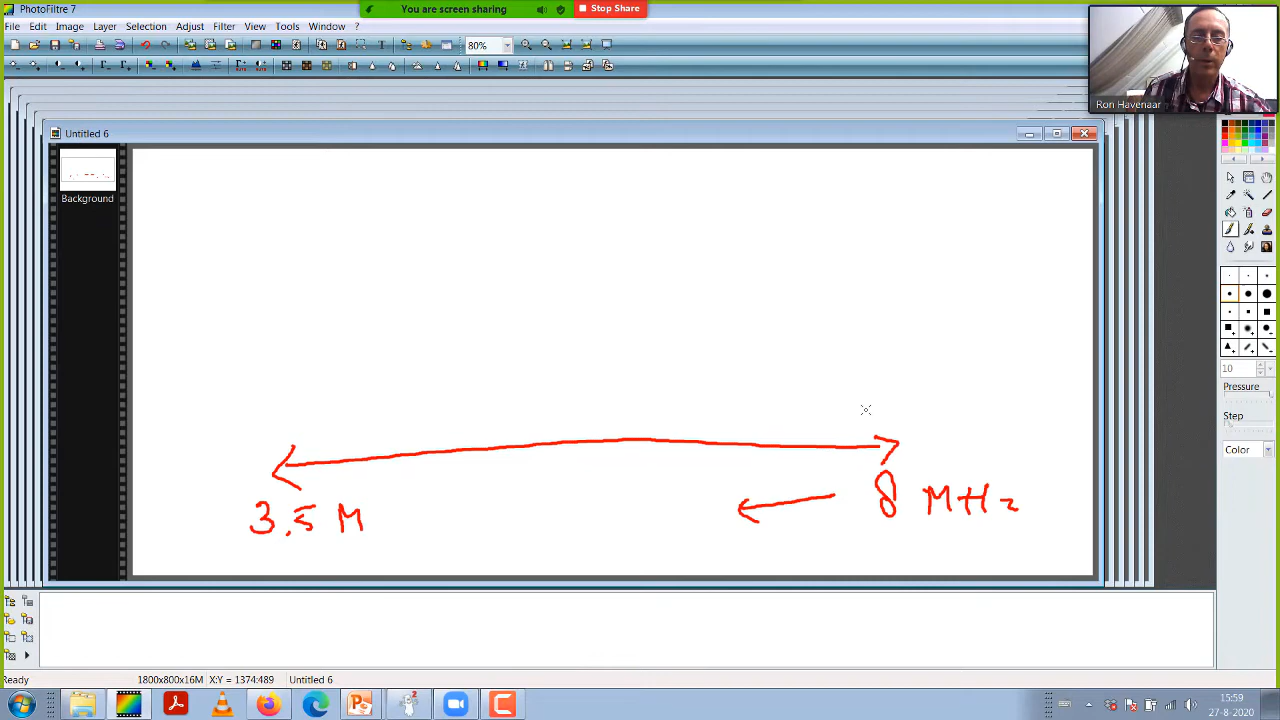 PhotoFiltre 7
You are screen sharing
Stop Share
File Edit Image Layer Selection Adjust Filter View Tools Window ?
80%
Ron Havenaar
Untitled 6
Background
3.5 M
8 MHz
10
Pressure
Step
Color
Ready
1800x800x16M
X:Y = 1374:489
Untitled 6
15:59
27-8-2020